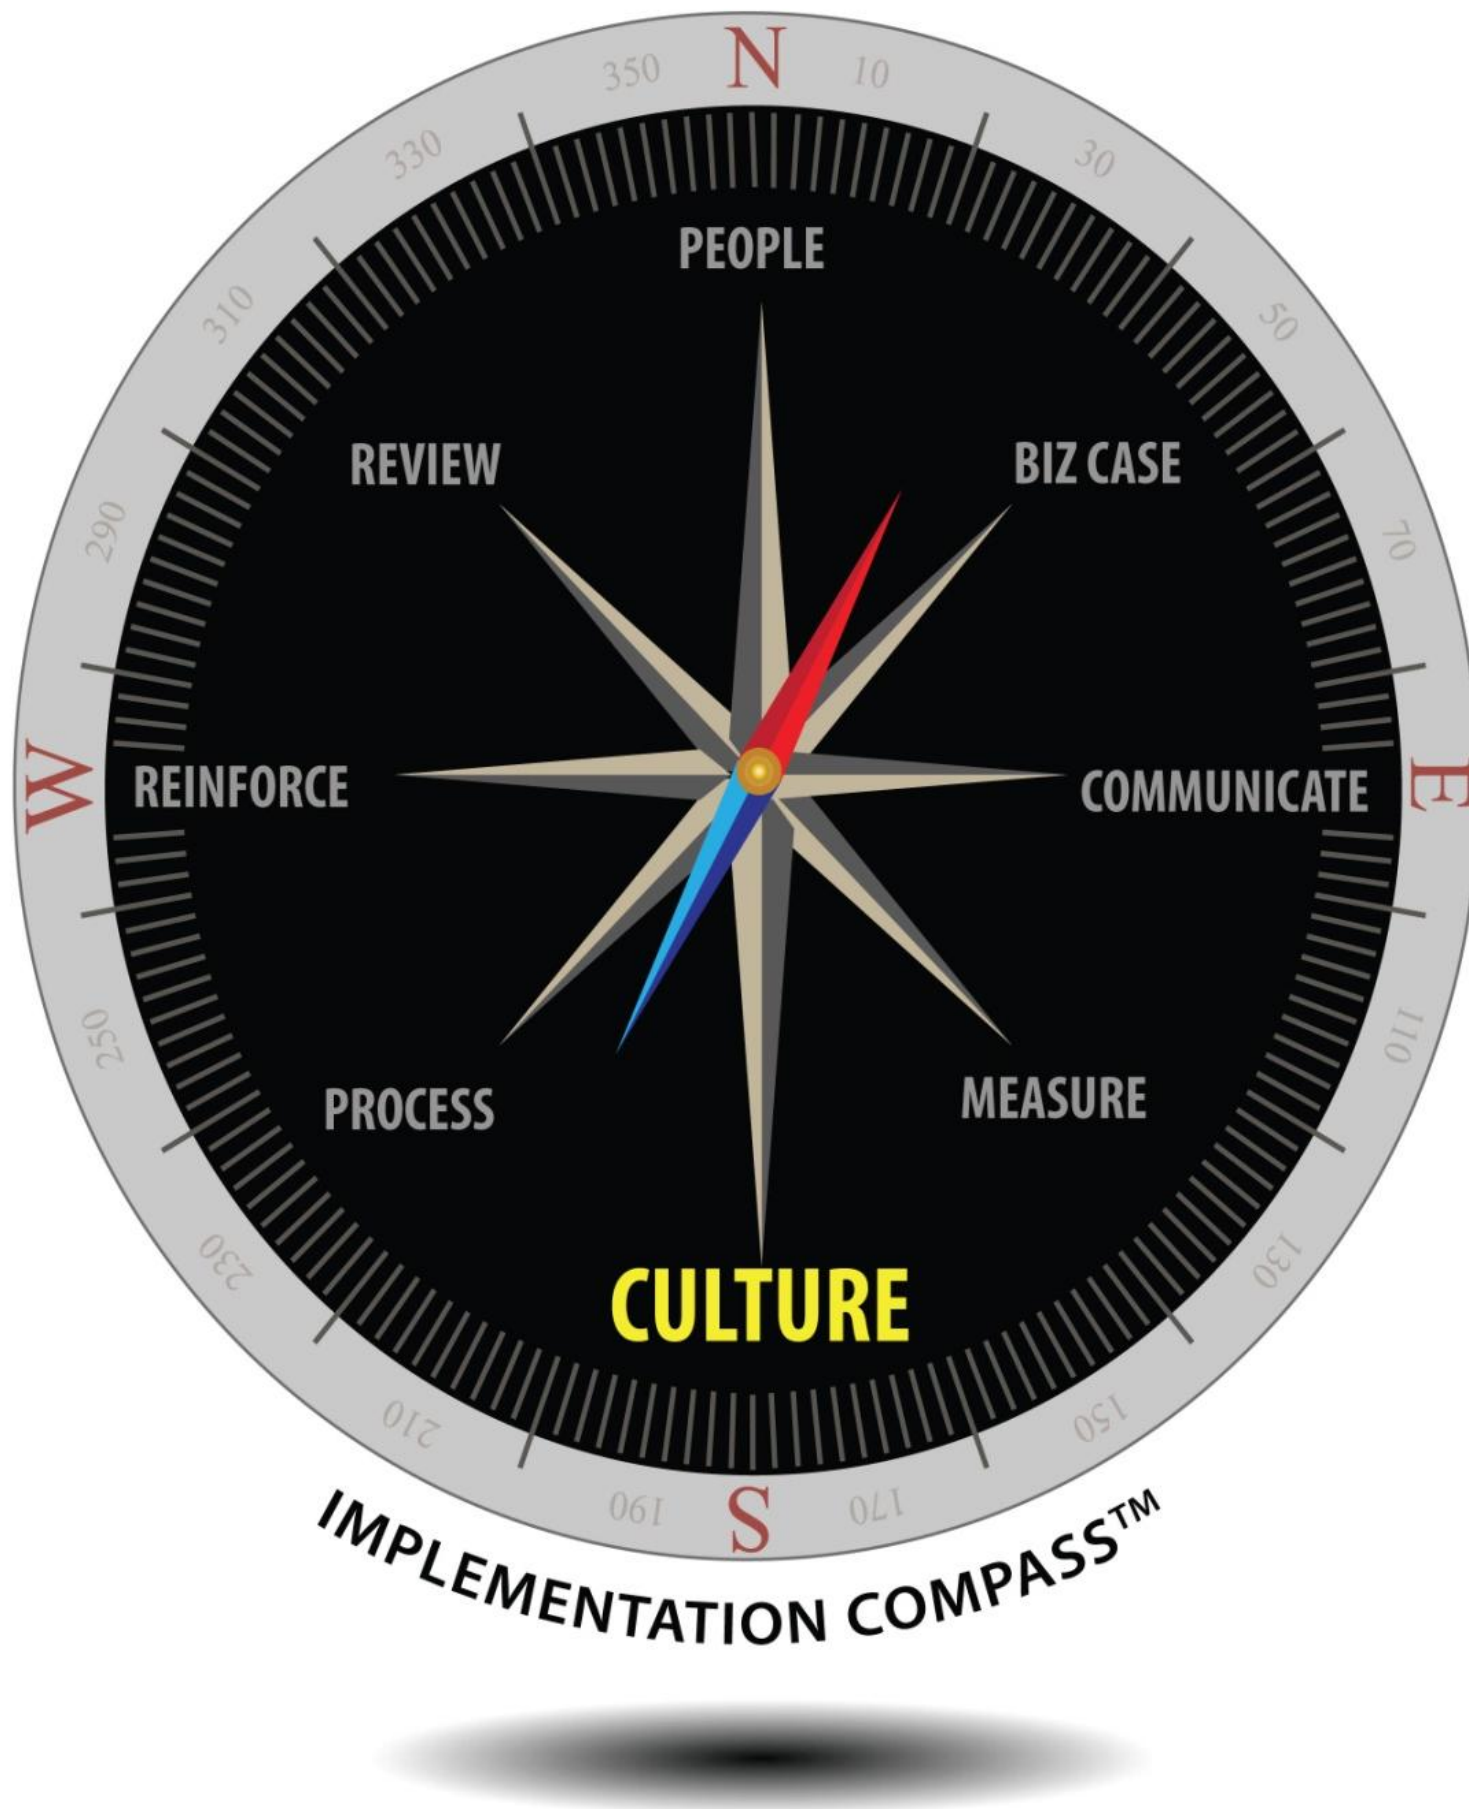 N
350
10
330
30
PEOPLE
310
50
REVIEW
BIZ CASE
290
70
W
REINFORCE
COMMUNICATE
E
250
110
PROCESS
MEASURE
230
130
CULTURE
210
150
190
S
170
IMPLEMENTATION COMPASS™